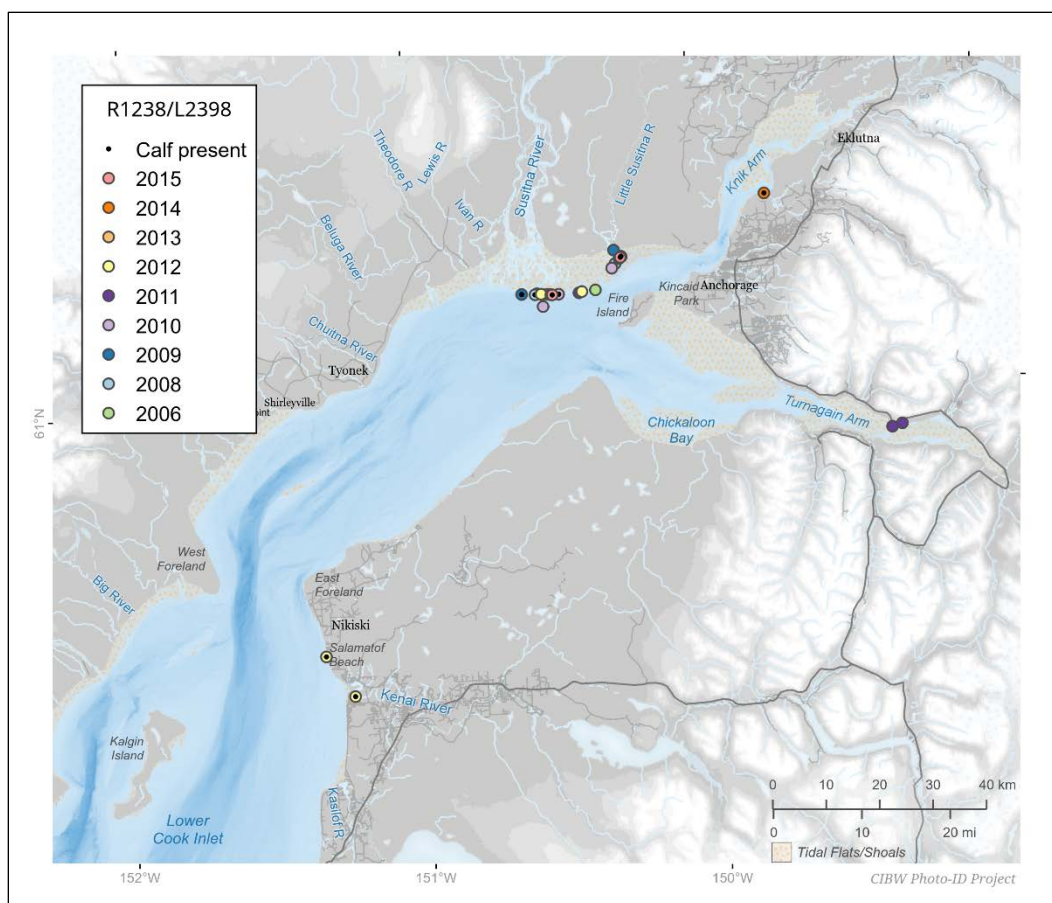 R1238/L2398
Calf present
2015
2014
2013
2012
2011
2010
2009
2008
2006
Theodore R
Lewis R
Ivan R
Susitna River
Little Susitna R
Knik Arm
Eklutna
Beluga River
Chuitna River
Tyonek
Shirleyville
oint
Fire
Island
Kincaid
Park
Anchorage
Chickaloon
Bay
Turnagain Arm
61°N
West
Foreland
Big River
East
Foreland
Nikiski
Salamatof
Beach
Kenai River
Kalgin
Island
Kasilof R
Lower
Cook Inlet
0 10 20 30 40 km
0 10 20 mi
Tidal Flats/Shoals
152°W 151°W 150°W
CIBW Photo-ID Project